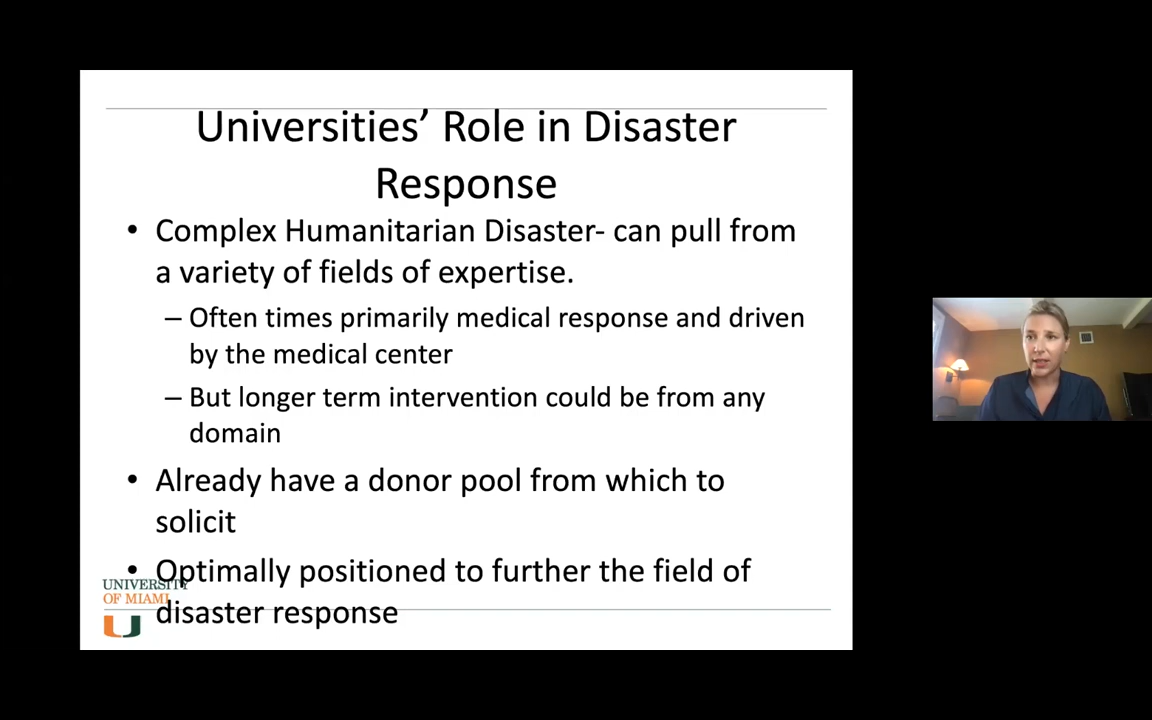 Universities’ Role in Disaster
Response
• Complex Humanitarian Disaster- can pull from
a variety of fields of expertise.
– Often times primarily medical response and driven
by the medical center
– But longer term intervention could be from any
domain
• Already have a donor pool from which to
solicit
• Optimally positioned to further the field of
disaster response
UNIVERSITY
OF MIAMI